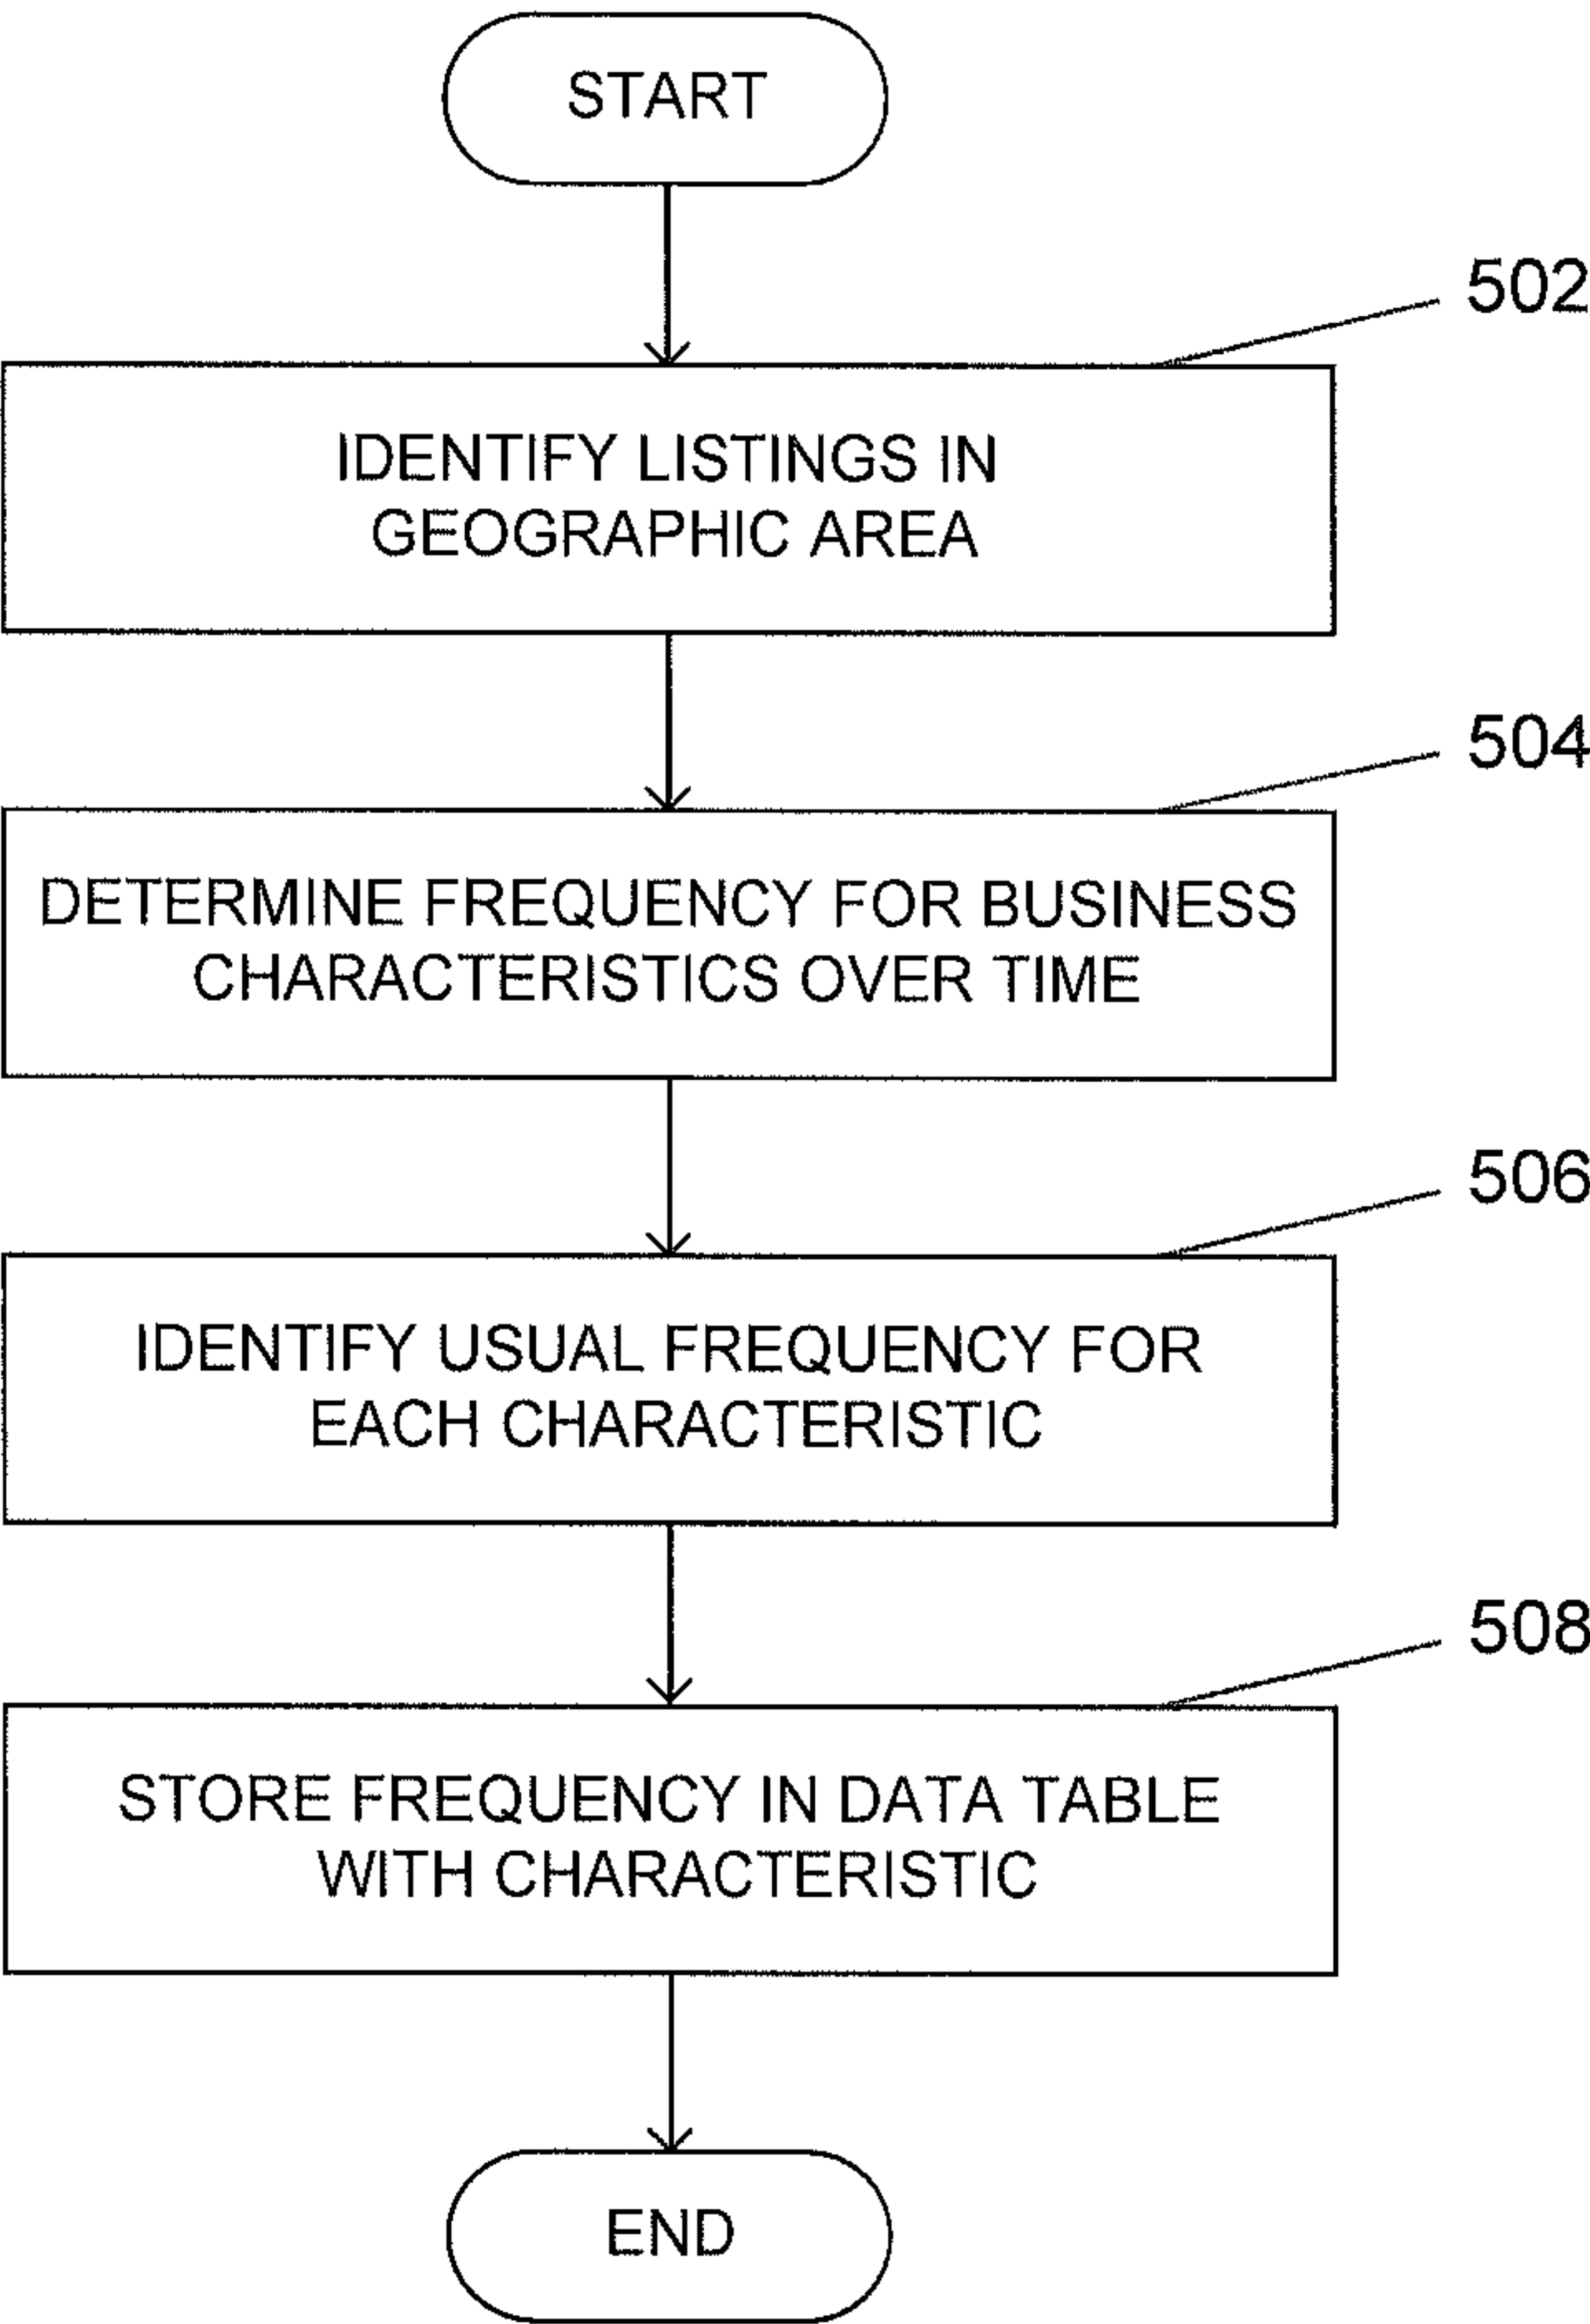 START
502
IDENTIFY LISTINGS IN
GEOGRAPHIC AREA
504
DETERMINE FREQUENCY FOR BUSINESS
CHARACTERISTICS OVER TIME
506
IDENTIFY USUAL FREQUENCY FOR
EACH CHARACTERISTIC
508
STORE FREQUENCY IN DATA TABLE
WITH CHARACTERISTIC
END